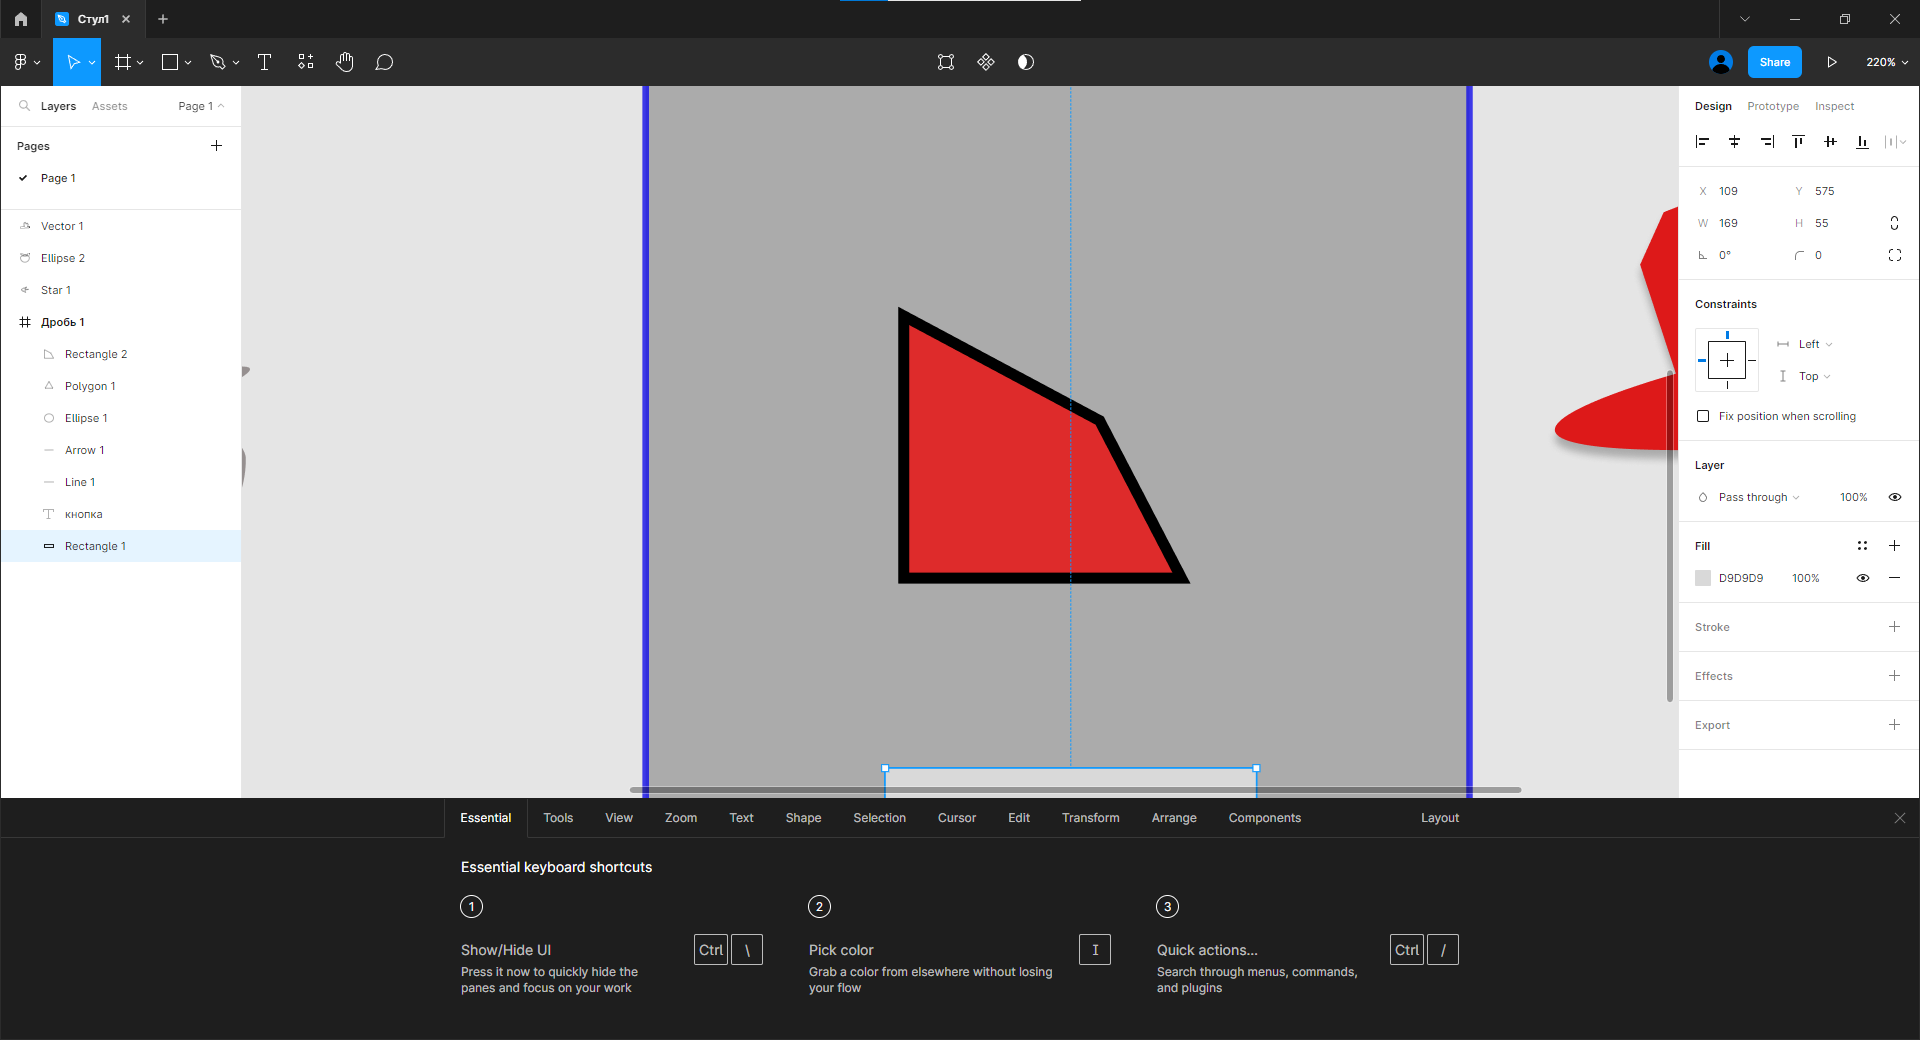 Стул1
Share
220%
Layers Assets Page 1
Pages
Page 1
Vector 1
Ellipse 2
Star 1
Дробь 1
Rectangle 2
Polygon 1
Ellipse 1
Arrow 1
Line 1
кнопка
Rectangle 1
Design Prototype Inspect
X 109 Y 575
W 169 H 55
0° 0
Constraints
Left
Top
Fix position when scrolling
Layer
Pass through 100%
Fill
D9D9D9 100%
Stroke
Effects
Export
Essential Tools View Zoom Text Shape Selection Cursor Edit Transform Arrange Components Layout
Essential keyboard shortcuts
1
Show/Hide UI Ctrl \
Press it now to quickly hide the
panes and focus on your work
2
Pick color I
Grab a color from elsewhere without losing
your flow
3
Quick actions... Ctrl /
Search through menus, commands,
and plugins